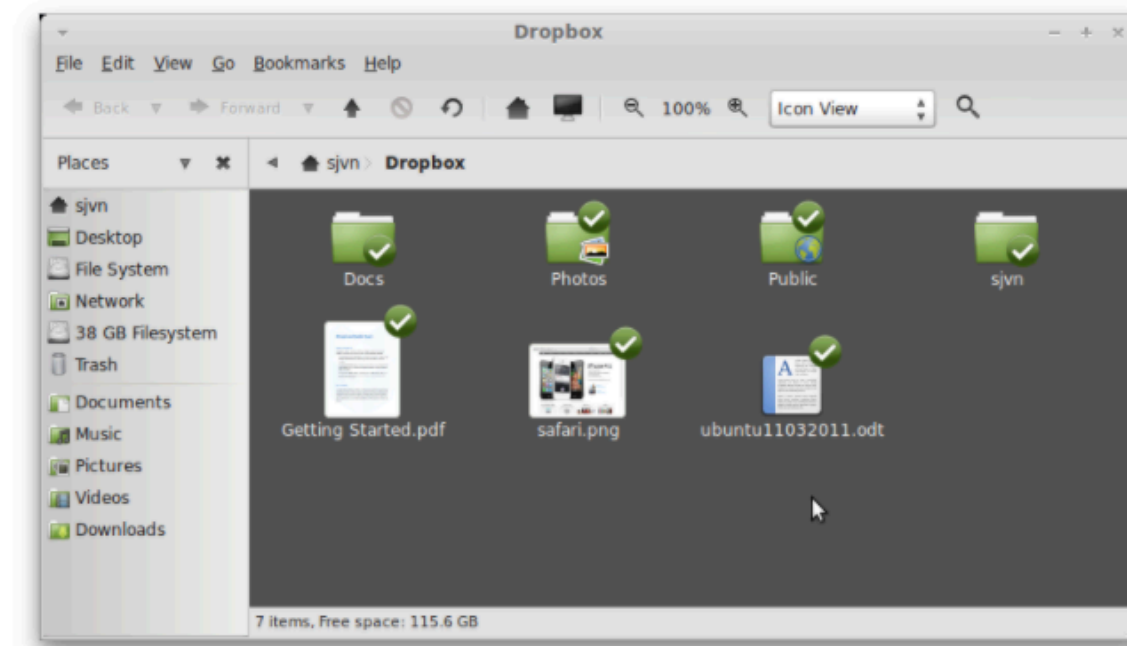 Dropbox
File Edit View Go Bookmarks Help
Back Forward 100% Icon View
Places sjvn Dropbox
sjvn
Desktop
File System
Network
38 GB Filesystem
Trash
Documents
Music
Pictures
Videos
Downloads
Docs Photos Public sjvn
Getting Started.pdf safari.png ubuntu11032011.odt
7 items, Free space: 115.6 GB